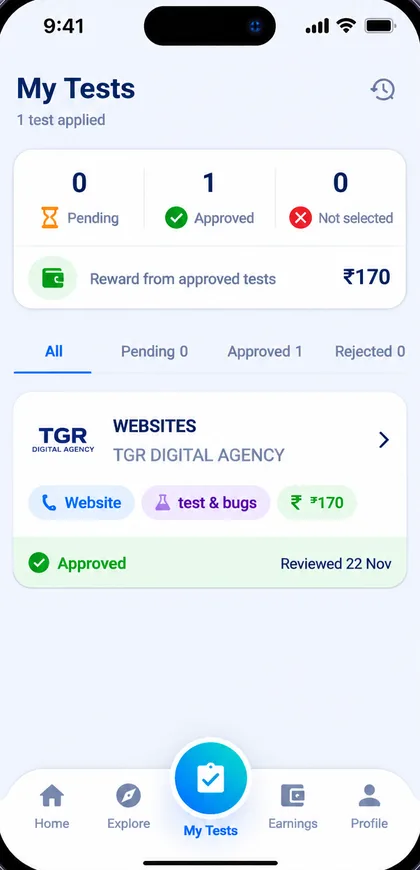 9:41
My Tests
1 test applied
0 1 0
Pending Approved Not selected
Reward from approved tests ₹170
All Pending 0 Approved 1 Rejected 0
TGR
DIGITAL AGENCY
WEBSITES
TGR DIGITAL AGENCY
Website test & bugs ₹ ₹170
Approved Reviewed 22 Nov
Home Explore My Tests Earnings Profile